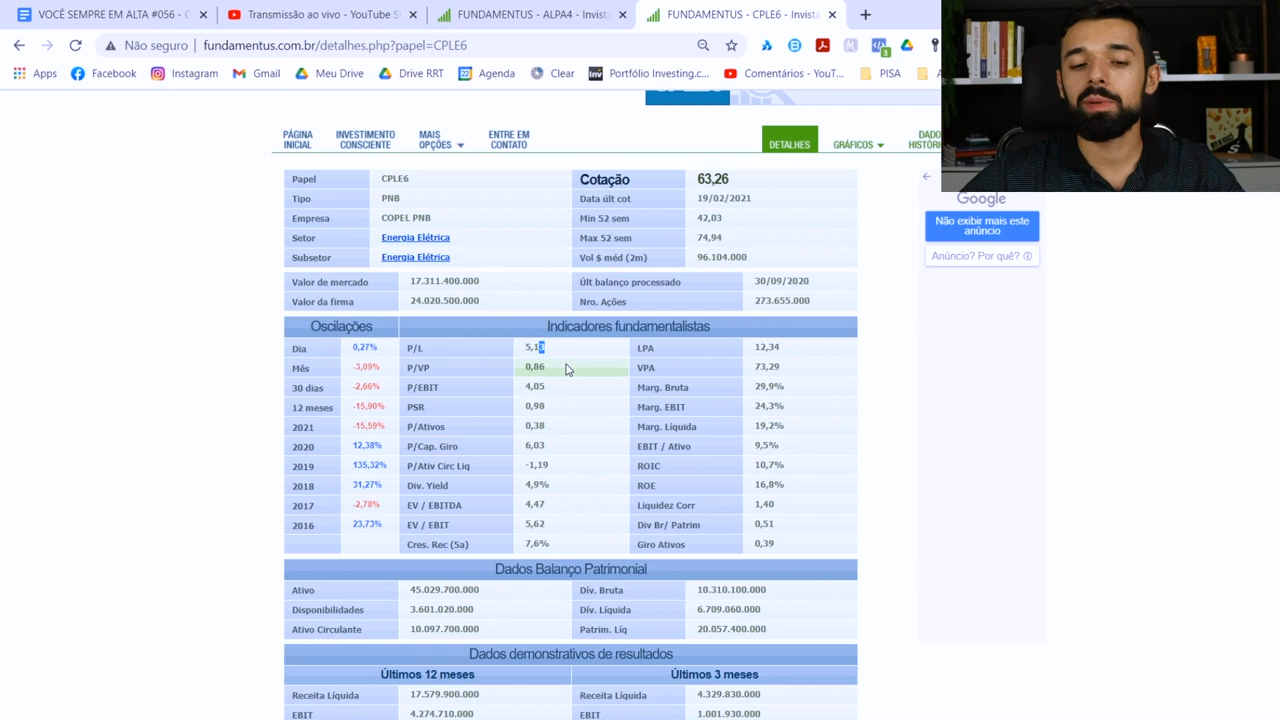 VOCÊ SEMPRE EM ALTA #056 - C
Transmissão ao vivo - YouTube S
FUNDAMENTUS - ALPA4 - Invista
FUNDAMENTUS - CPLE6 - Invista
Não seguro | fundamentus.com.br/detalhes.php?papel=CPLE6
3
Apps Facebook Instagram Gmail Meu Drive Drive RRT 22 Agenda Clear Inv Portfólio Investing.c... Comentários - YouT... PISA
PÁGINA INICIAL
INVESTIMENTO CONSCIENTE
MAIS OPÇÕES
ENTRE EM CONTATO
DETALHES
GRÁFICOS
DADO
HISTÓRI
Papel CPLE6 Cotação 63,26
Tipo PNB Data últ cot 19/02/2021
Empresa COPEL PNB Min 52 sem 42,03
Setor Energia Elétrica Max 52 sem 74,94
Subsetor Energia Elétrica Vol $ méd (2m) 96.104.000
Google
Não exibir mais este anúncio
Anúncio? Por quê?
Valor de mercado 17.311.400.000 Últ balanço processado 30/09/2020
Valor da firma 24.020.500.000 Nro. Ações 273.655.000
Oscilações Indicadores fundamentalistas
Dia 0,27% P/L 5,13 LPA 12,34
Mês -3,09% P/VP 0,86 VPA 73,29
30 dias -2,66% P/EBIT 4,05 Marg. Bruta 29,9%
12 meses -15,90% PSR 0,98 Marg. EBIT 24,3%
2021 -15,59% P/Ativos 0,38 Marg. Líquida 19,2%
2020 12,38% P/Cap. Giro 6,03 EBIT / Ativo 9,5%
2019 135,32% P/Ativ Circ Liq -1,19 ROIC 10,7%
2018 31,27% Div. Yield 4,9% ROE 16,8%
2017 -2,78% EV / EBITDA 4,47 Liquidez Corr 1,40
2016 23,73% EV / EBIT 5,62 Div Br/ Patrim 0,51
Cres. Rec (5a) 7,6% Giro Ativos 0,39
Dados Balanço Patrimonial
Ativo 45.029.700.000 Dív. Bruta 10.310.100.000
Disponibilidades 3.601.020.000 Dív. Líquida 6.709.060.000
Ativo Circulante 10.097.700.000 Patrim. Líq 20.057.400.000
Dados demonstrativos de resultados
Últimos 12 meses Últimos 3 meses
Receita Líquida 17.579.900.000 Receita Líquida 4.329.830.000
EBIT 4.274.710.000 EBIT 1.001.930.000